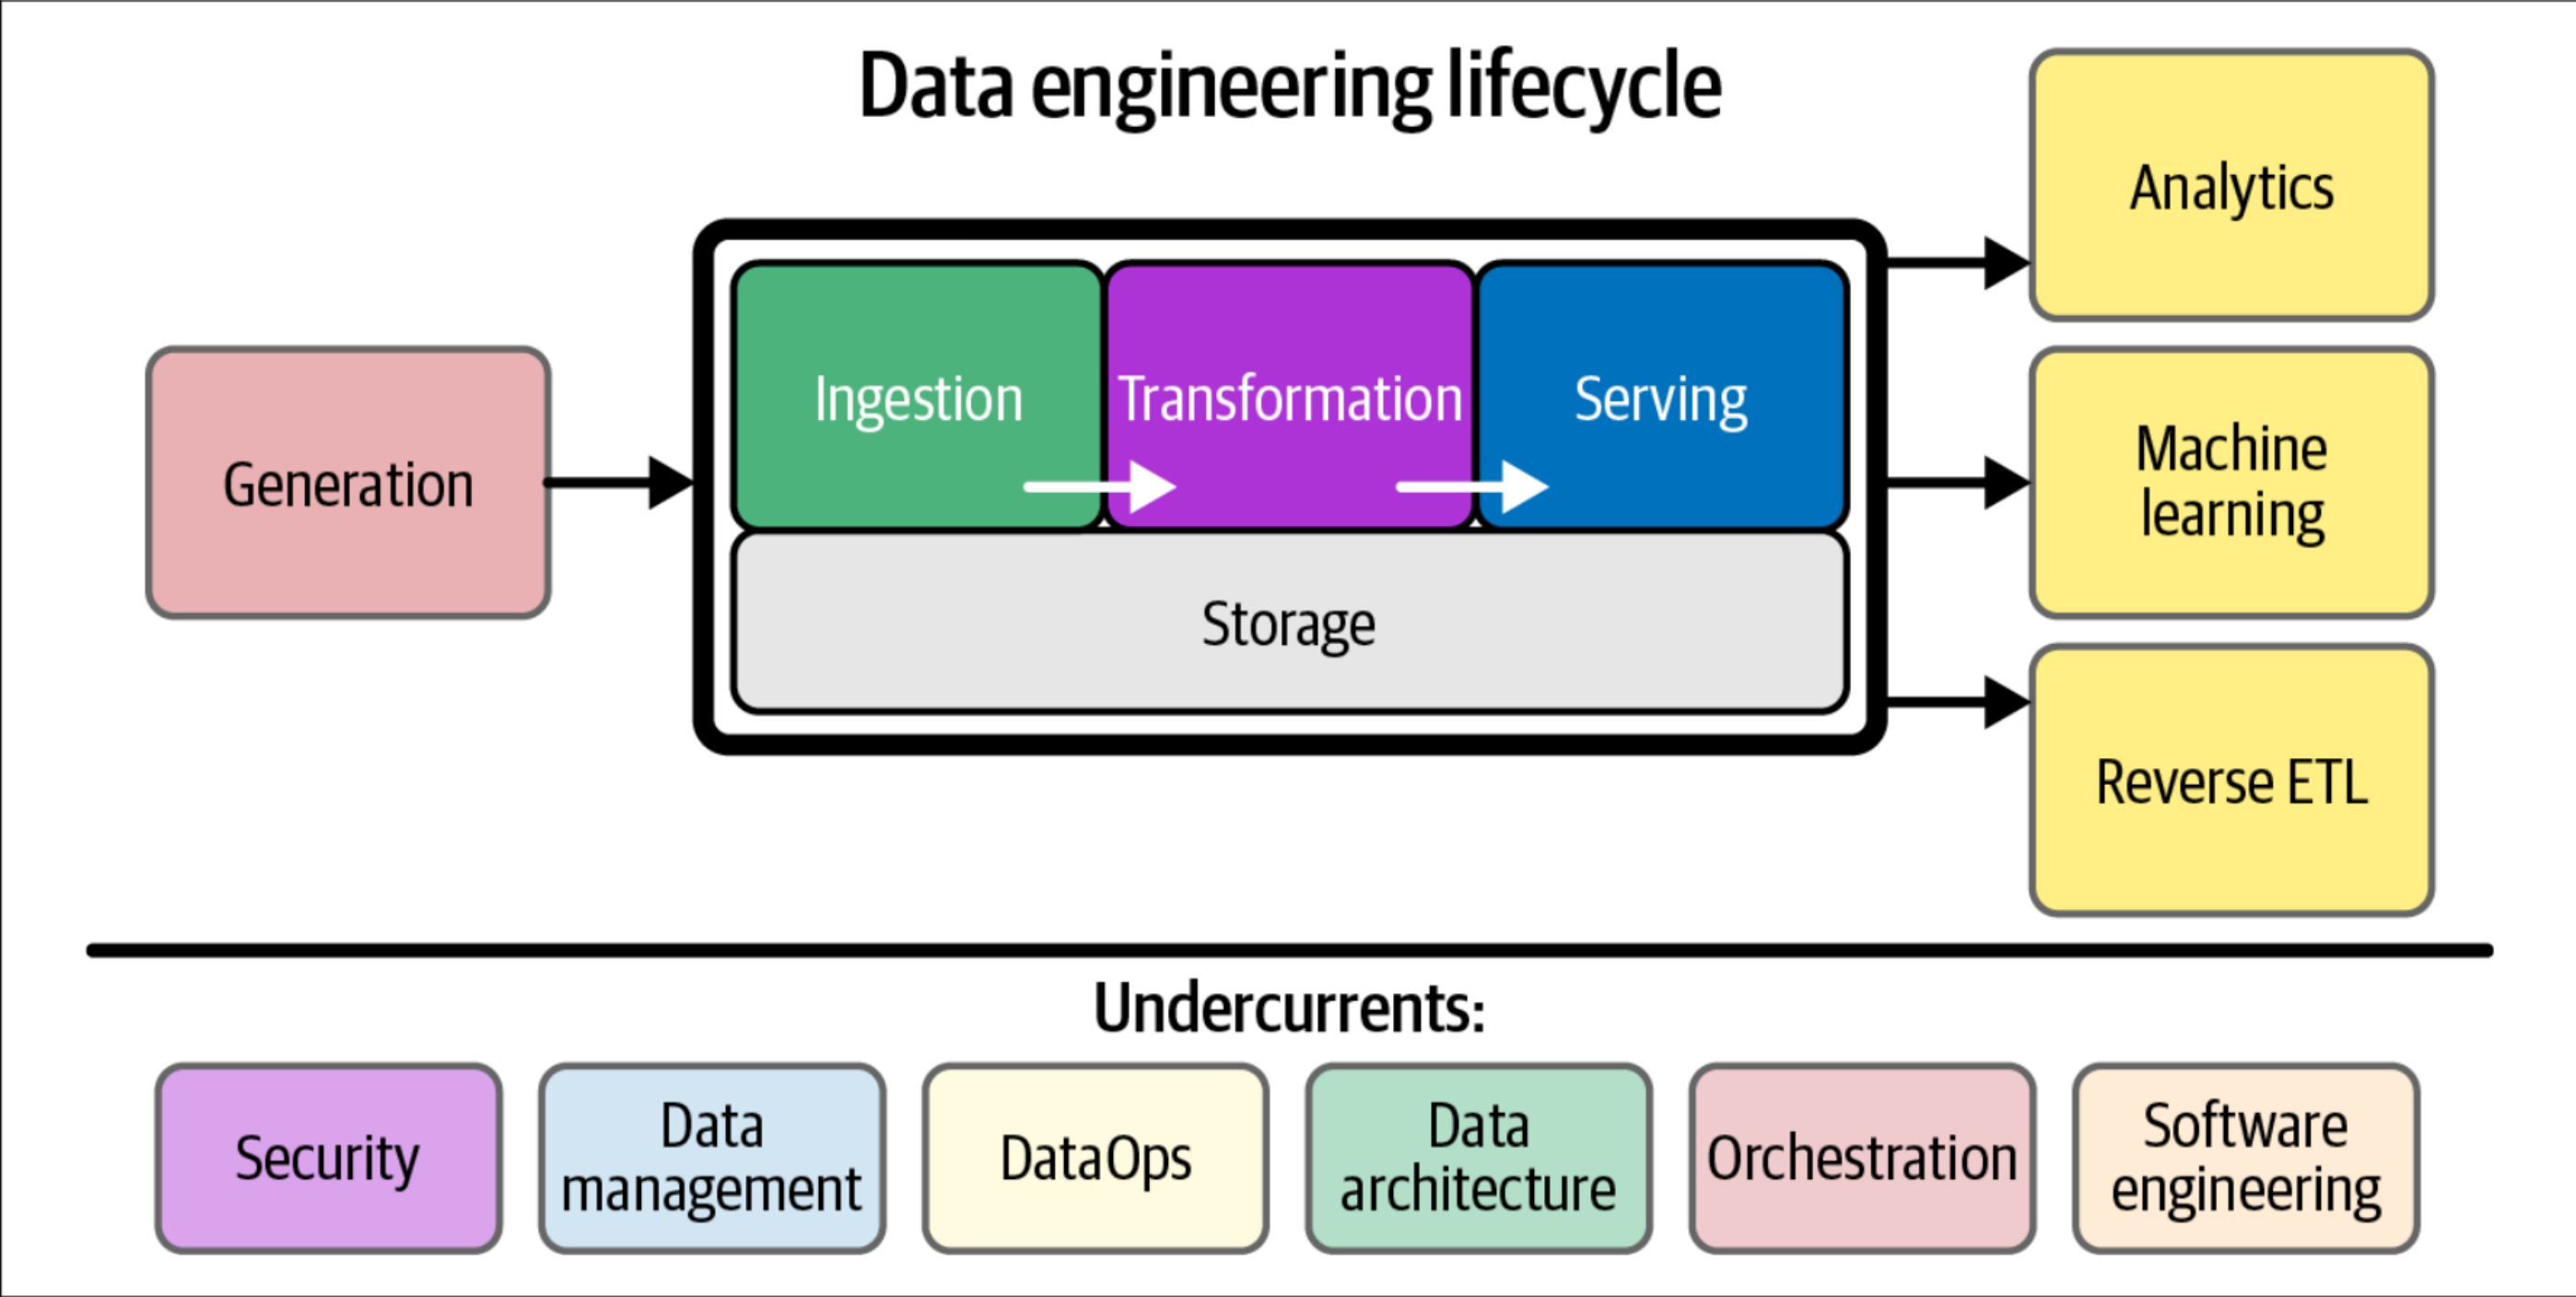 Data engineering lifecycle
Generation
Ingestion
Transformation
Serving
Storage
Analytics
Machine
learning
Reverse ETL
Undercurrents:
Security
Data
management
DataOps
Data
architecture
Orchestration
Software
engineering